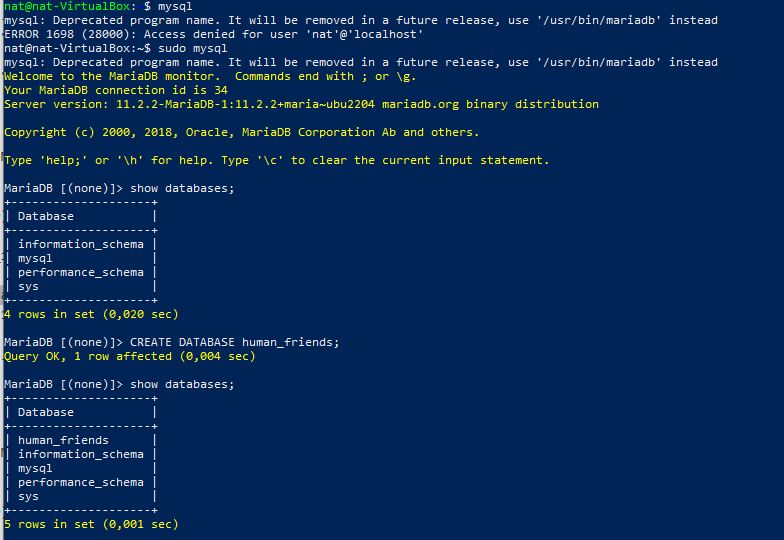 nat@nat-VirtualBox: $ mysql
mysql: Deprecated program name. It will be removed in a future release, use '/usr/bin/mariadb' instead
ERROR 1698 (28000): Access denied for user 'nat'@'localhost'
nat@nat-VirtualBox:~$ sudo mysql
mysql: Deprecated program name. It will be removed in a future release, use '/usr/bin/mariadb' instead
Welcome to the MariaDB monitor.  Commands end with ; or \g.
Your MariaDB connection id is 34
Server version: 11.2.2-MariaDB-1:11.2.2+maria~ubu2204 mariadb.org binary distribution

Copyright (c) 2000, 2018, Oracle, MariaDB Corporation Ab and others.

Type 'help;' or '\h' for help. Type '\c' to clear the current input statement.

MariaDB [(none)]> show databases;
+--------------------+
| Database           |
+--------------------+
| information_schema |
| mysql              |
| performance_schema |
| sys                |
+--------------------+
4 rows in set (0,020 sec)

MariaDB [(none)]> CREATE DATABASE human_friends;
Query OK, 1 row affected (0,004 sec)

MariaDB [(none)]> show databases;
+--------------------+
| Database           |
+--------------------+
| human_friends      |
| information_schema |
| mysql              |
| performance_schema |
| sys                |
+--------------------+
5 rows in set (0,001 sec)